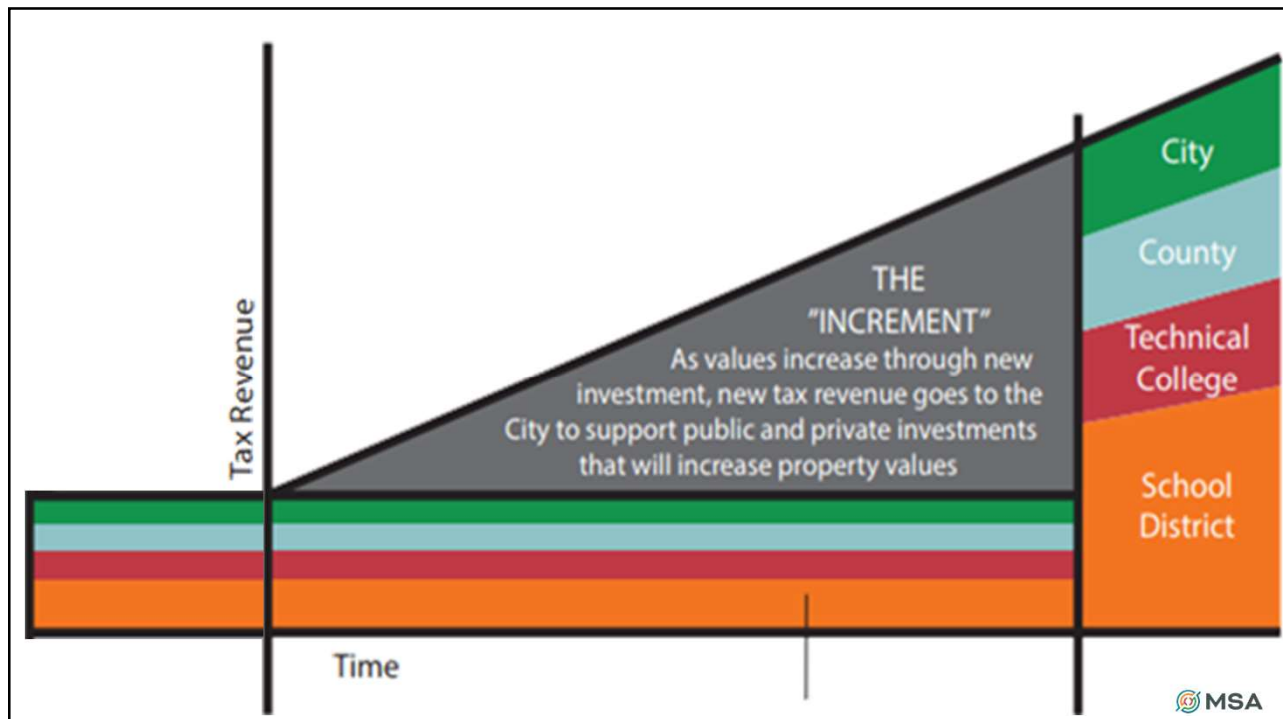 Tax Revenue
THE
"INCREMENT"
As values increase through new
investment, new tax revenue goes to the
City to support public and private investments
that will increase property values
City
County
Technical
College
School
District
Time
MSA